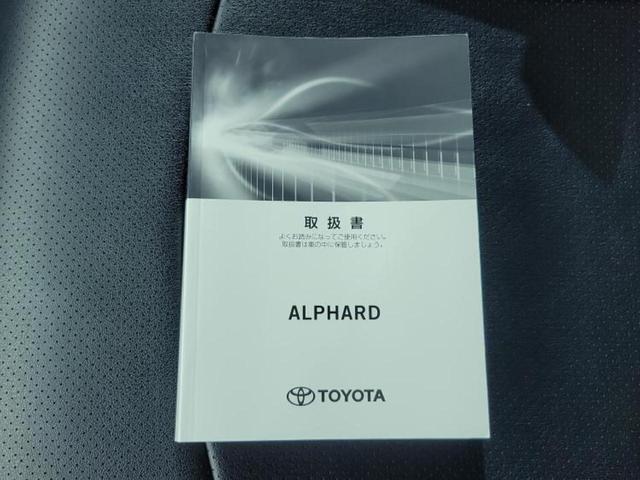 取扱書
よくお読みになってご使用ください。
取扱書は車の中に保管しましょう。
ALPHARD
TOYOTA